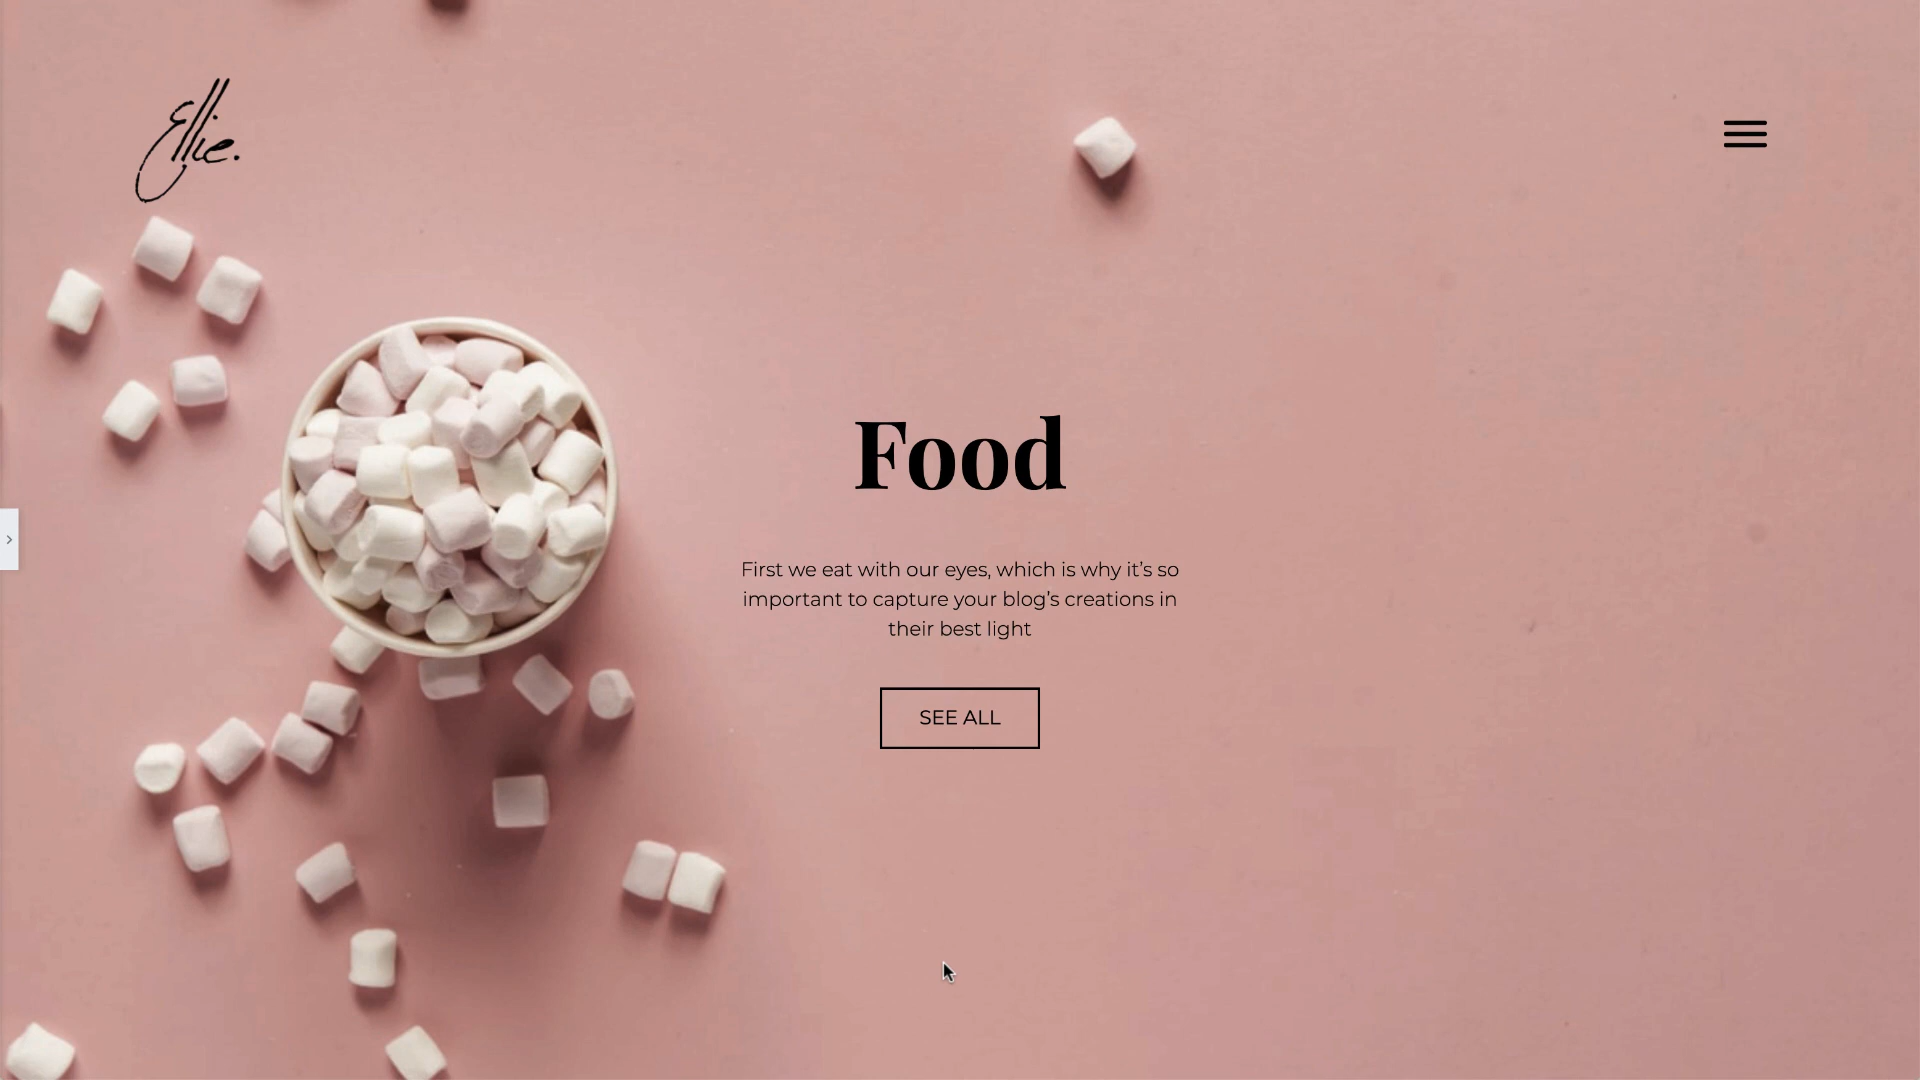 Ellie.
Food
First we eat with our eyes, which is why it’s so
important to capture your blog’s creations in
their best light
SEE ALL